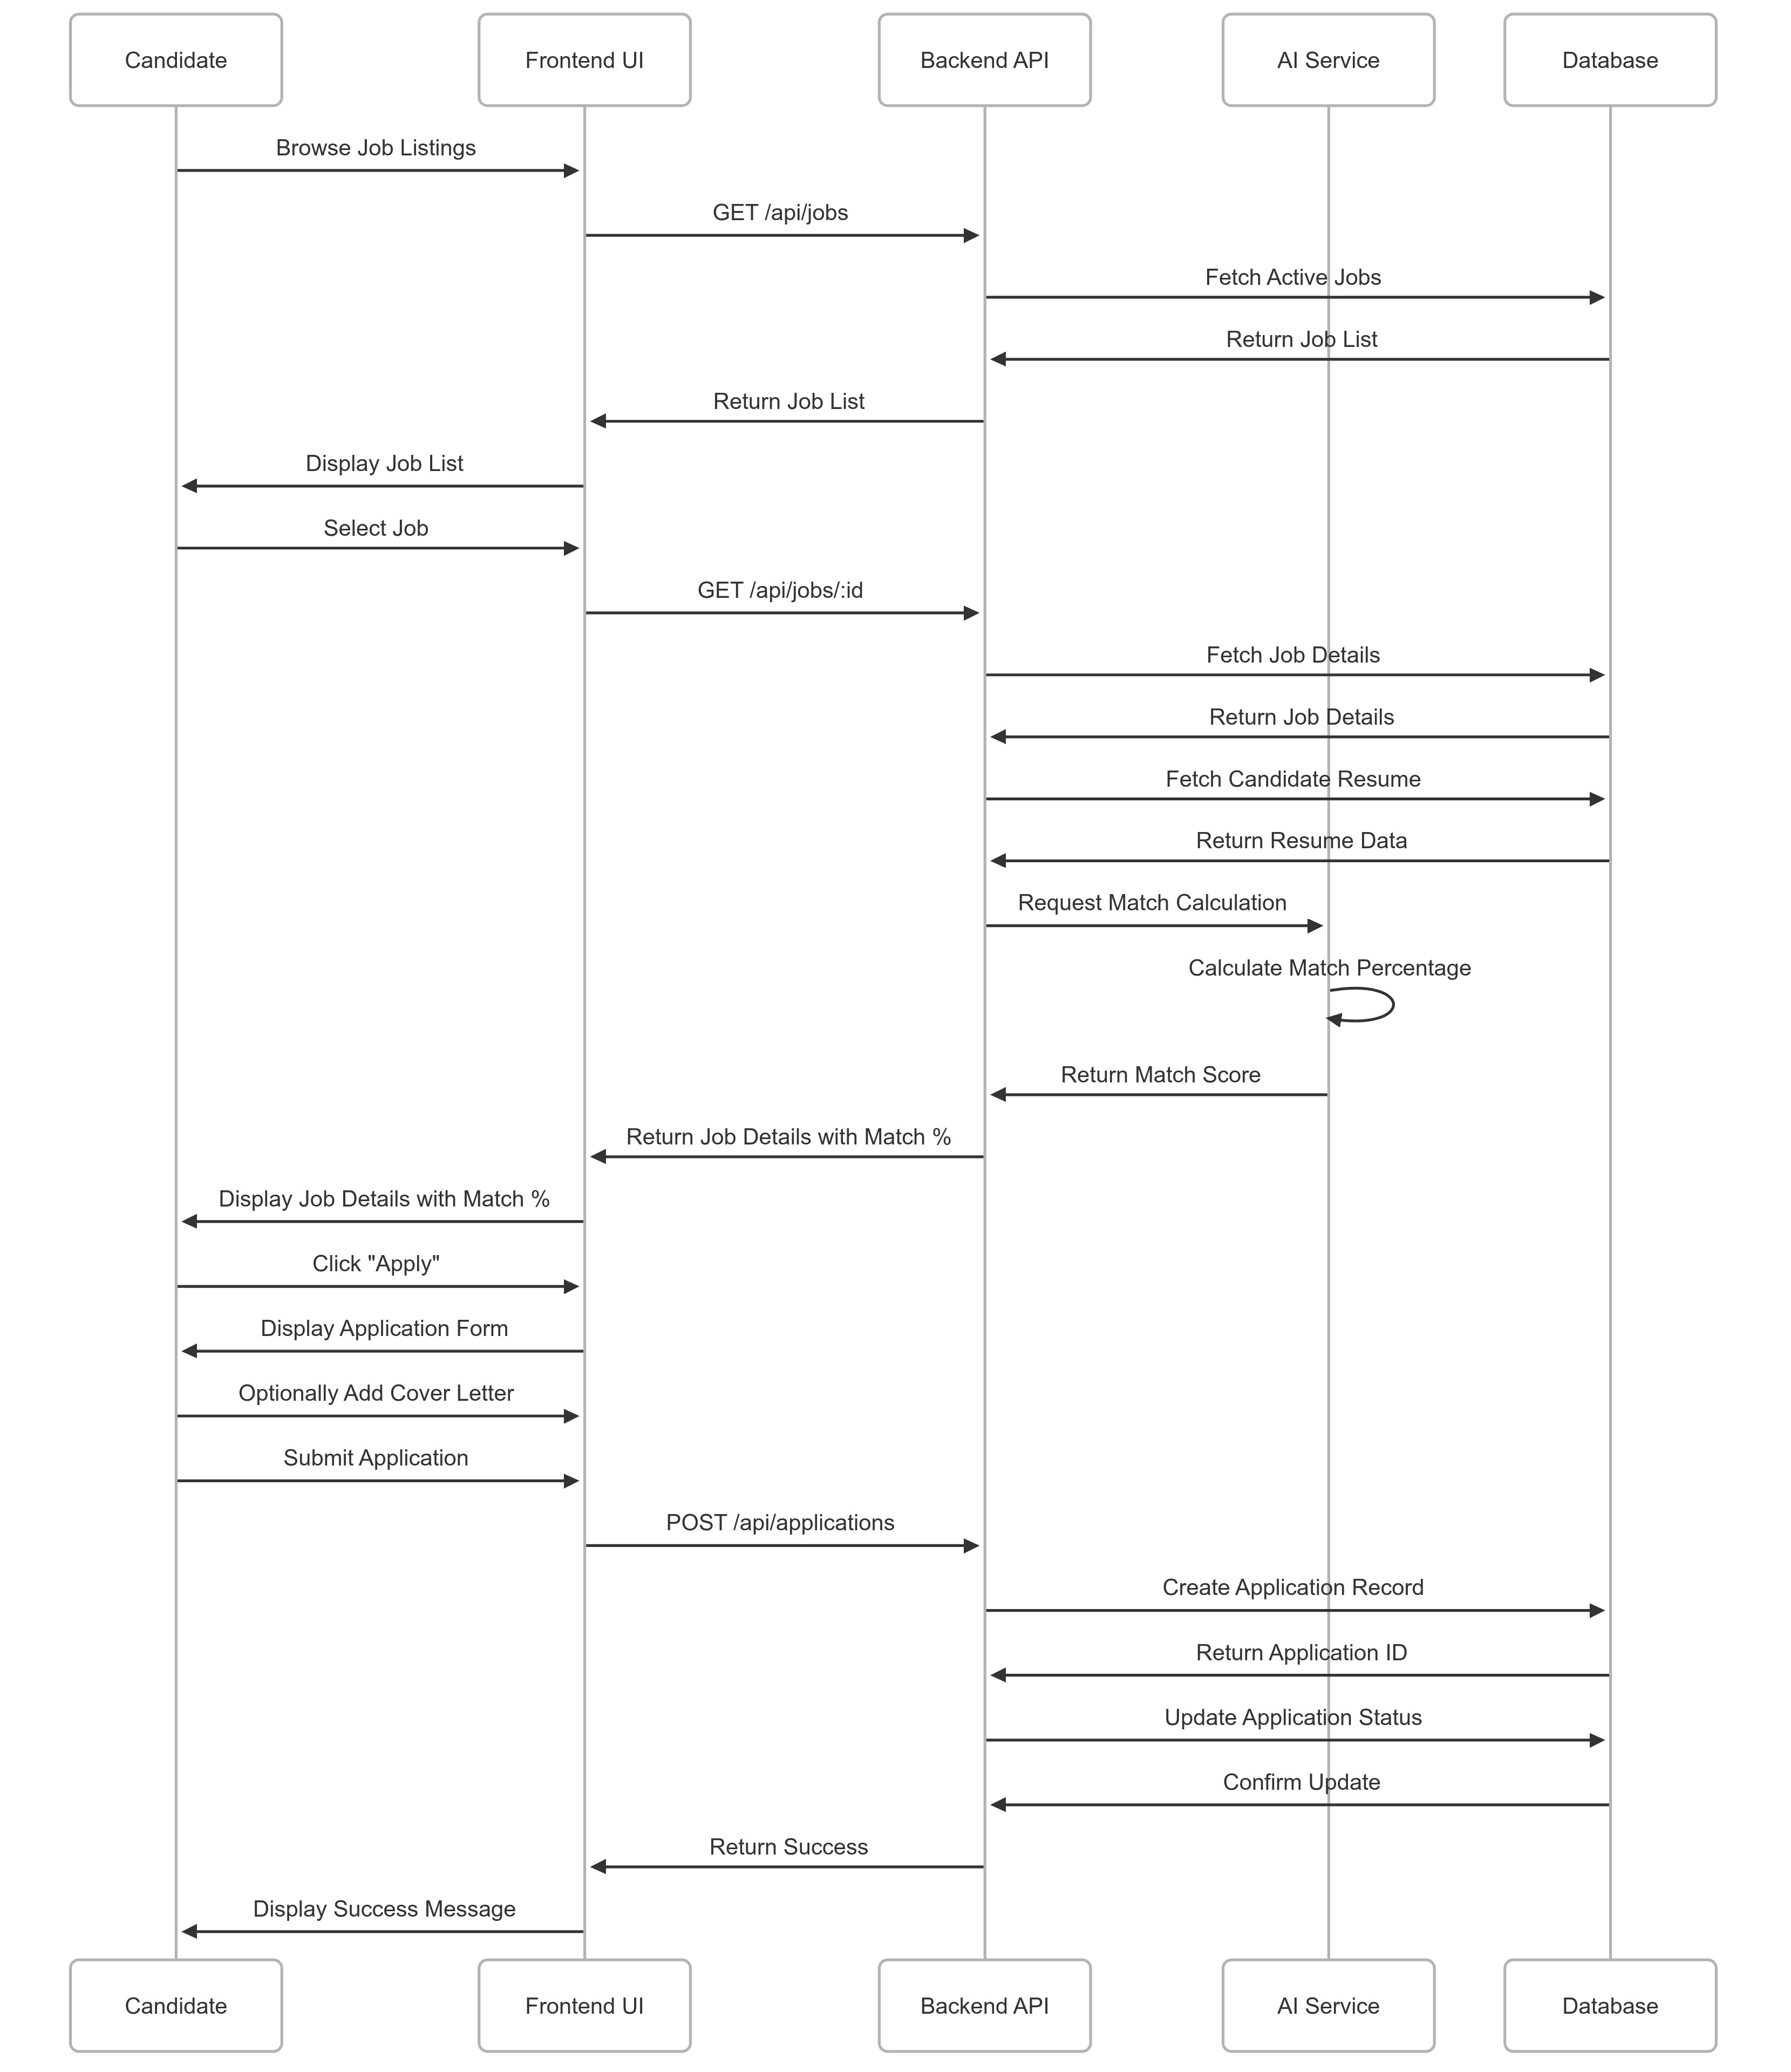 Candidate
Frontend UI
Backend API
AI Service
Database
Browse Job Listings
GET /api/jobs
Fetch Active Jobs
Return Job List
Return Job List
Display Job List
Select Job
GET /api/jobs/:id
Fetch Job Details
Return Job Details
Fetch Candidate Resume
Return Resume Data
Request Match Calculation
Calculate Match Percentage
Return Match Score
Return Job Details with Match %
Display Job Details with Match %
Click "Apply"
Display Application Form
Optionally Add Cover Letter
Submit Application
POST /api/applications
Create Application Record
Return Application ID
Update Application Status
Confirm Update
Return Success
Display Success Message
Candidate
Frontend UI
Backend API
AI Service
Database